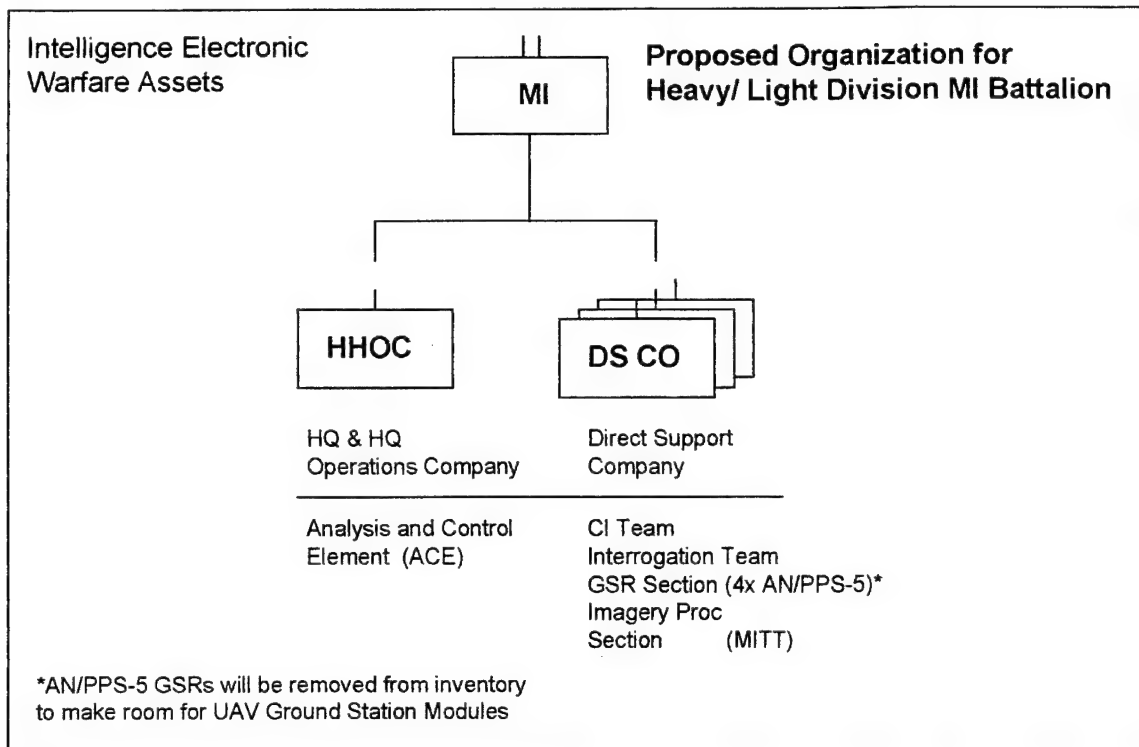 Intelligence Electronic
Warfare Assets
Proposed Organization for
Heavy/ Light Division MI Battalion
MI
HHOC
DS CO
HQ & HQ
Operations Company
Direct Support
Company
Analysis and Control
Element (ACE)
CI Team
Interrogation Team
GSR Section (4x AN/PPS-5)*
Imagery Proc
Section (MITT)
*AN/PPS-5 GSRs will be removed from inventory
to make room for UAV Ground Station Modules